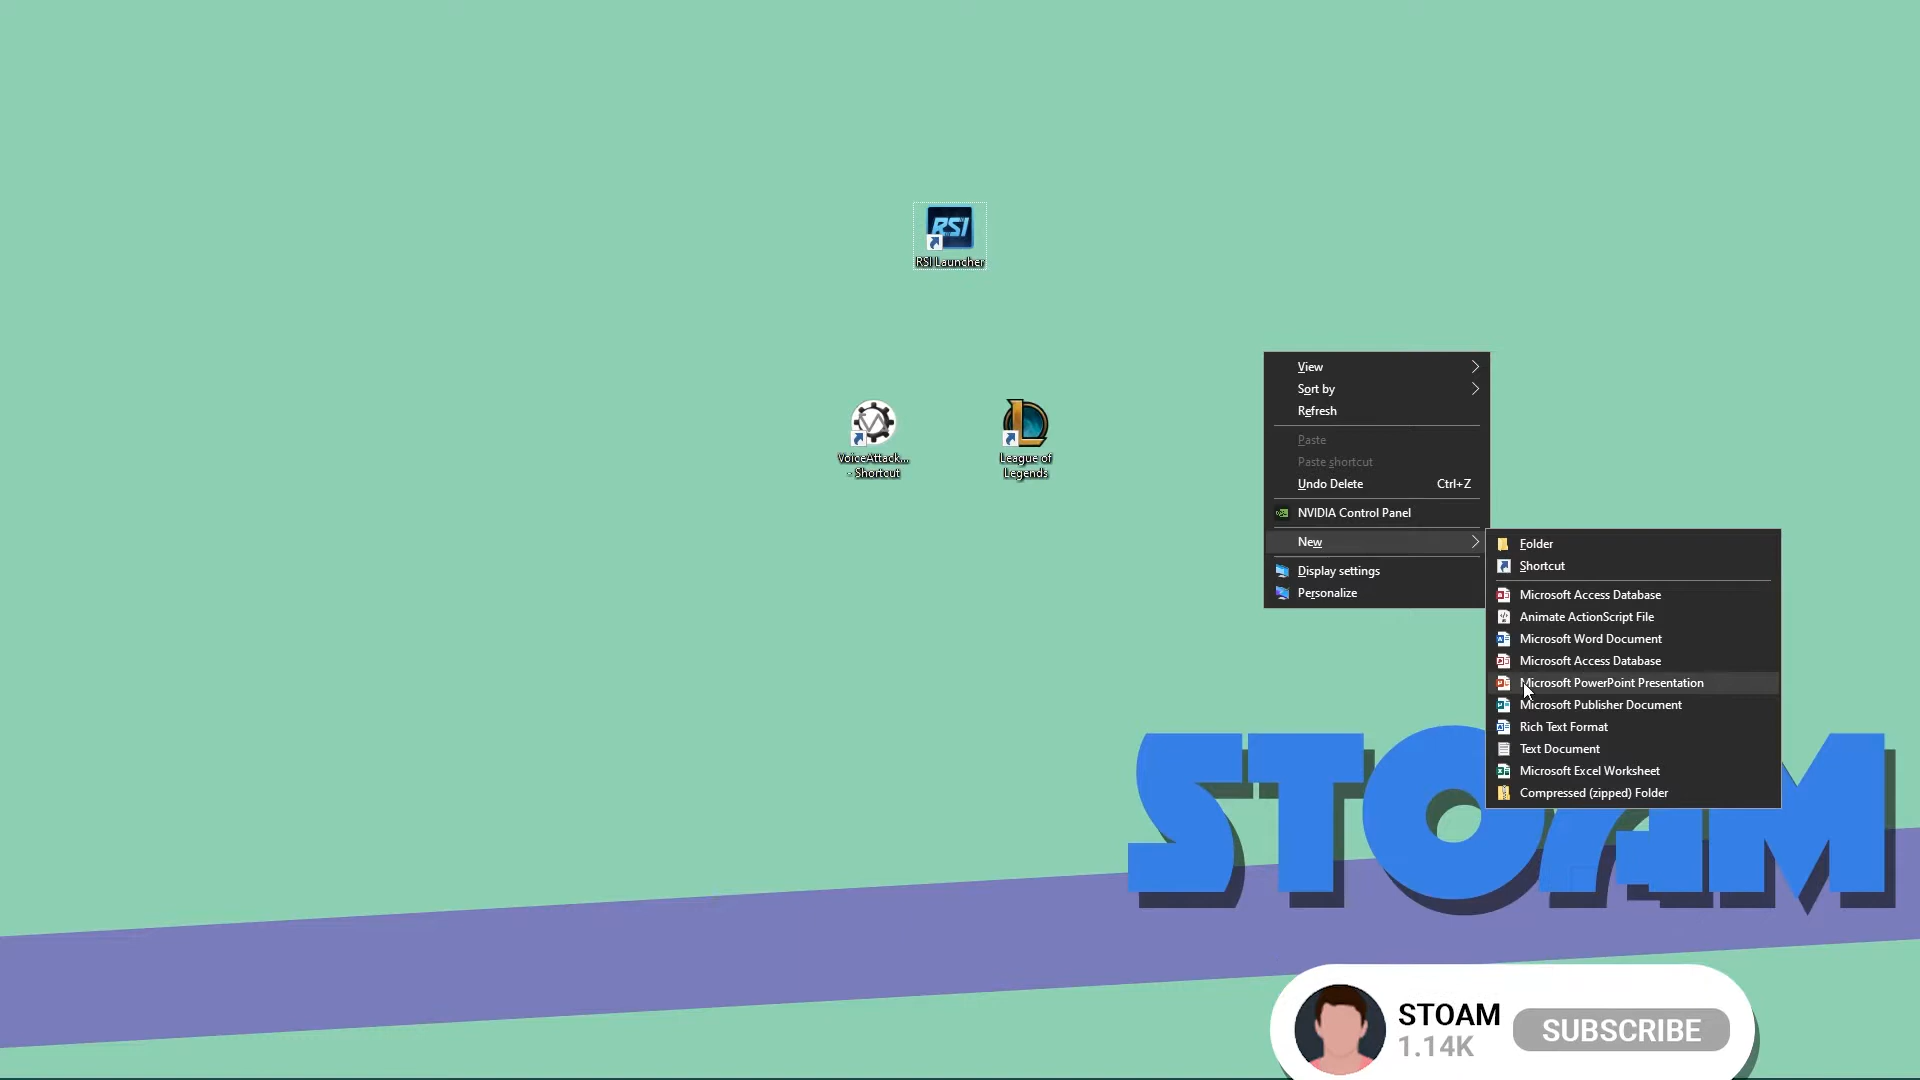 RSI
RSI Launcher
VoiceAttack...
- Shortcut
League of
Legends
View
Sort by
Refresh
Paste
Paste shortcut
Undo Delete Ctrl+Z
NVIDIA Control Panel
New
Display settings
Personalize
Folder
Shortcut
Microsoft Access Database
Animate ActionScript File
Microsoft Word Document
Microsoft Access Database
Microsoft PowerPoint Presentation
Microsoft Publisher Document
Rich Text Format
Text Document
Microsoft Excel Worksheet
Compressed (zipped) Folder
STOAM
STOAM
1.14K
SUBSCRIBE